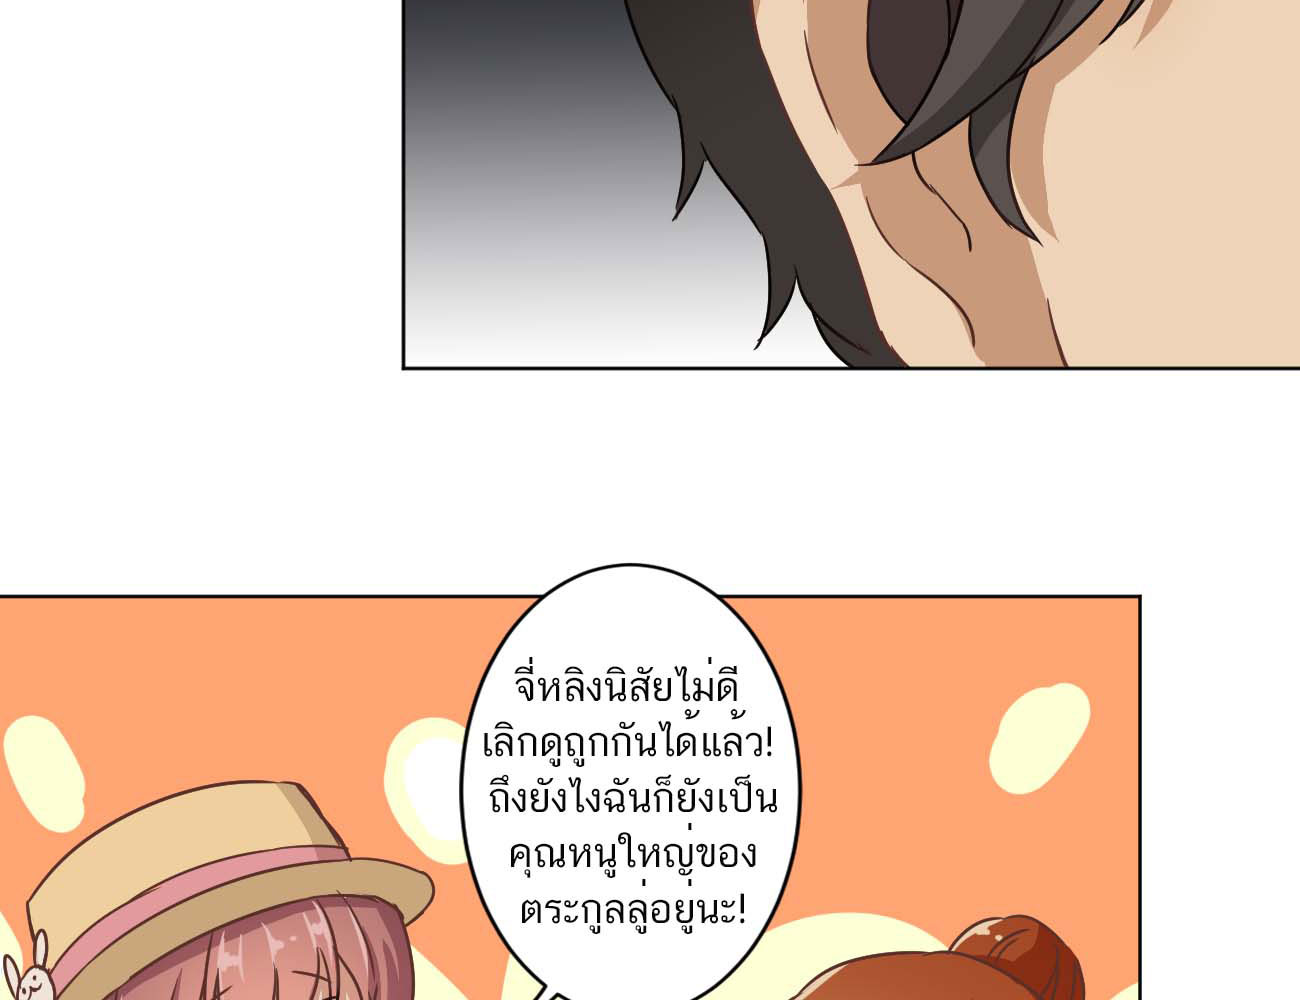 จี่หลิงนิสัยไม่ดี
เลิกดูถูกกันได้แล้ว!
ถึงยังไงฉันก็ยังเป็น
คุณหนูใหญ่ของ
ตระกูลลู่อยู่นะ!